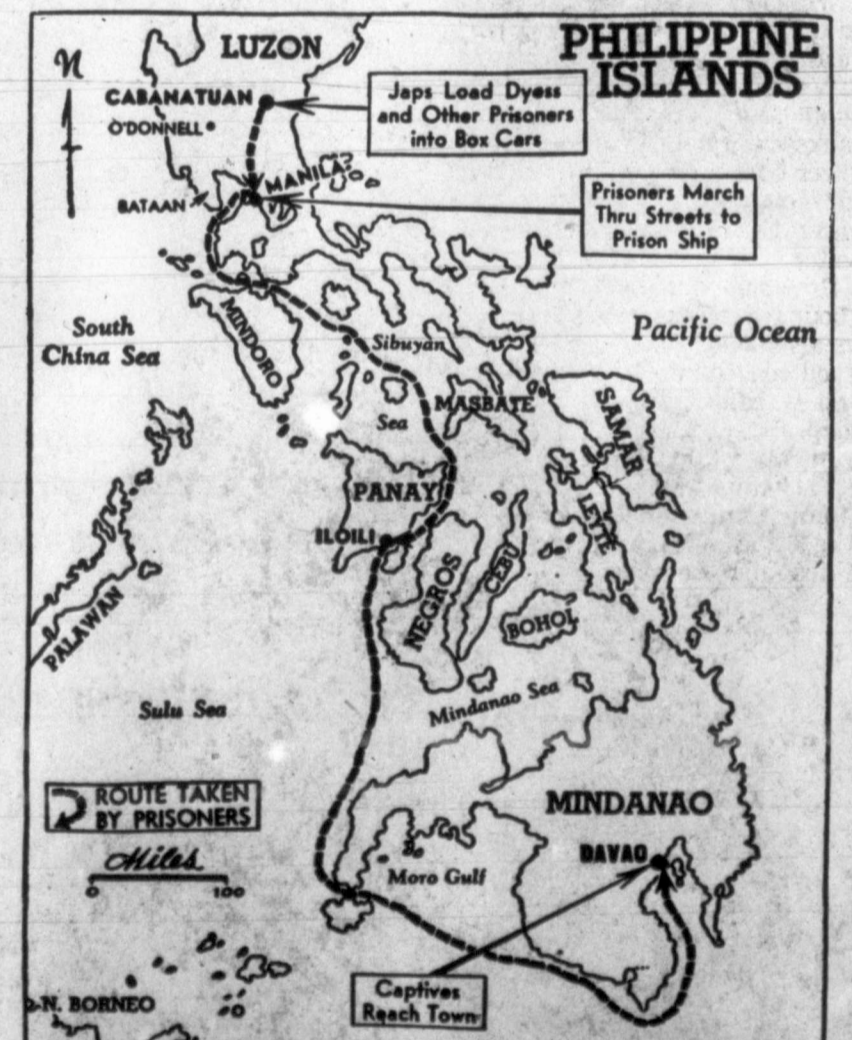 PHILIPPINE
ISLANDS
N
LUZON
CABANATUAN
O'DONNELL
Japs Load Dyess
and Other Prisoners
into Box Cars
MANILA
BATAAN
Prisoners March
Thru Streets to
Prison Ship
South
China Sea
MINDORO
Sibuyan
Sea
Pacific Ocean
MASBATE
SAMAR
PANAY
ILOILI
LEYTE
NEGROS
CEBU
BOHOL
PALAWAN
Sulu Sea
Mindanao Sea
ROUTE TAKEN
BY PRISONERS
Miles
0 100
MINDANAO
DAVAO
Moro Gulf
Captives
Reach Town
N. BORNEO